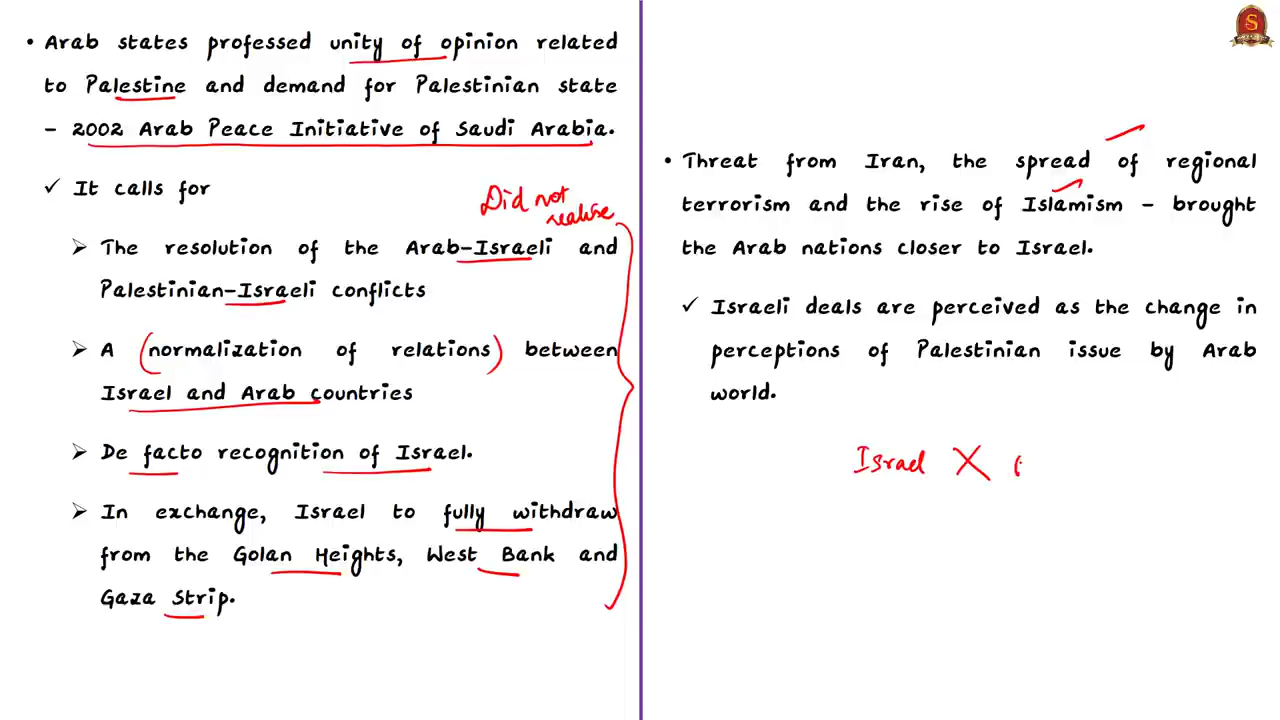 • Arab states professed unity of opinion related
to Palestine and demand for Palestinian state
- 2002 Arab Peace Initiative of Saudi Arabia.
✓ It calls for
Did not
realise
➢ The resolution of the Arab-Israeli and
Palestinian-Israeli conflicts
➢ A (normalization of relations) between
Israel and Arab countries
➢ De facto recognition of Israel.
➢ In exchange, Israel to fully withdraw
from the Golan Heights, West Bank and
Gaza Strip.
• Threat from Iran, the spread of regional
terrorism and the rise of Islamism - brought
the Arab nations closer to Israel.
✓ Israeli deals are perceived as the change in
perceptions of Palestinian issue by Arab
world.
Israel X (
S